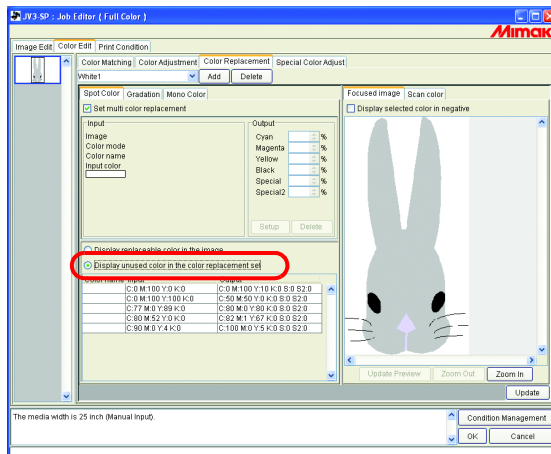 JV3-SP : Job Editor ( Full Color )
Mimaki
Image Edit Color Edit Print Condition
Color Matching Color Adjustment Color Replacement Special Color Adjust
White1 Add Delete
Spot Color Gradation Mono Color
Focused image Scan color
Set multi color replacement
Display selected color in negative
Input
Output
Image
Color mode
Color name
Input color
Cyan %
Magenta %
Yellow %
Black %
Special %
Special2 %
Setup Delete
Display replaceable color in the image
Display unused color in the color replacement set
Color name Input Output
C:0 M:100 Y:0 K:0 C:0 M:100 Y:10 K:0 S:0 S2:0
C:0 M:100 Y:100 K:0 C:50 M:50 Y:0 K:0 S:0 S2:0
C:77 M:0 Y:89 K:0 C:80 M:0 Y:80 K:0 S:0 S2:0
C:80 M:52 Y:0 K:0 C:82 M:1 Y:67 K:0 S:0 S2:0
C:90 M:0 Y:4 K:0 C:100 M:0 Y:5 K:0 S:0 S2:0
Update Preview Zoom Out Zoom In
Update
The media width is 25 inch (Manual Input).
Condition Management
OK Cancel